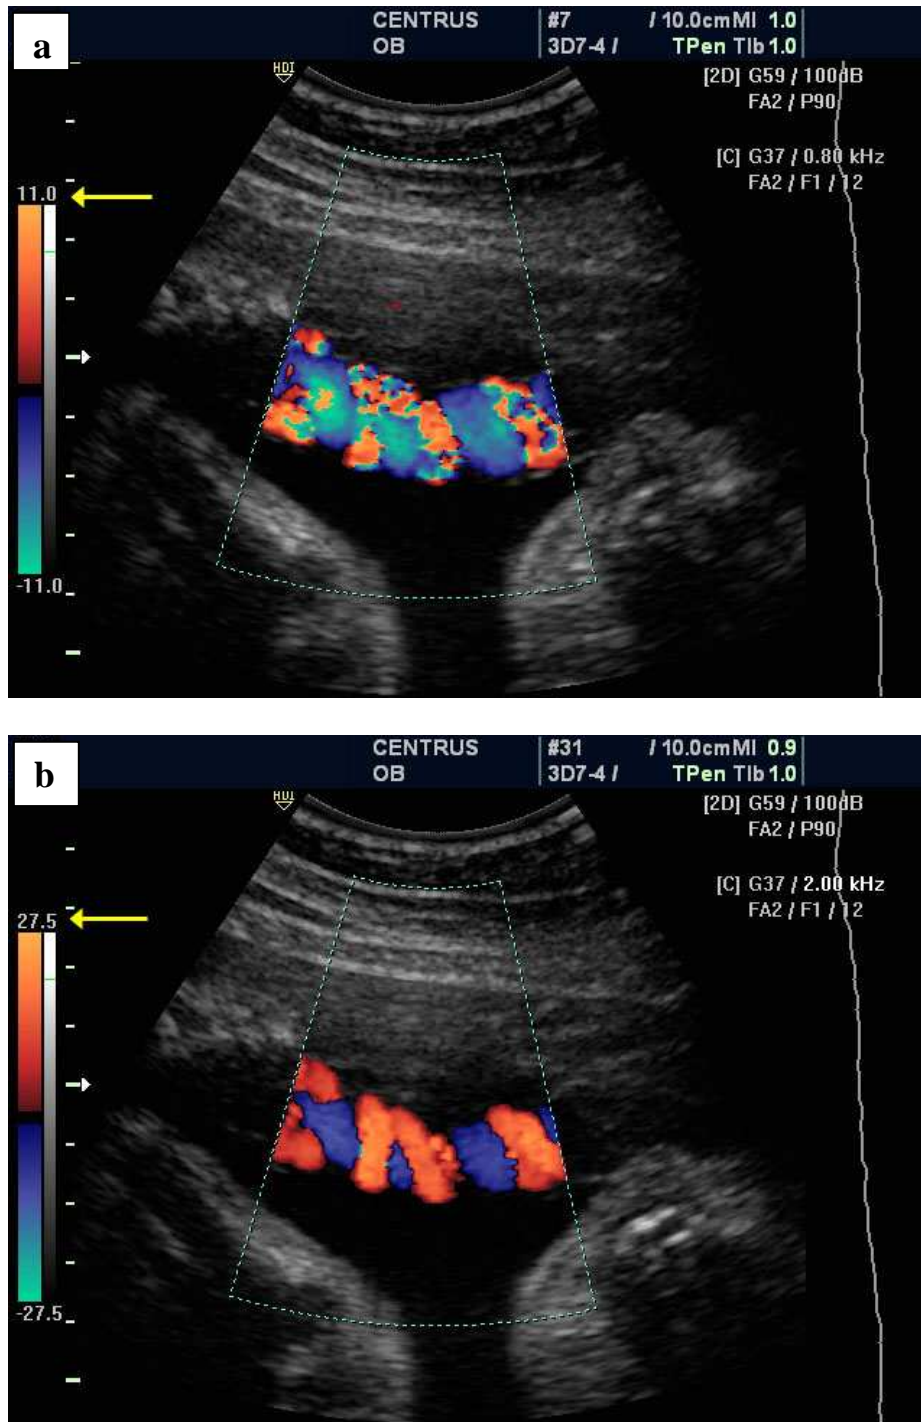 a
CENTRUS #7 / 10.0cm MI 1.0
OB 3D7-4 / TPen TIb 1.0
HDI
[2D] G59 / 100dB
FA2 / P90
[C] G37 / 0.80 kHz
FA2 / F1 / 12
11.0
-11.0
b
CENTRUS #31 / 10.0cm MI 0.9
OB 3D7-4 / TPen TIb 1.0
HDI
[2D] G59 / 100dB
FA2 / P90
[C] G37 / 2.00 kHz
FA2 / F1 / 12
27.5
-27.5